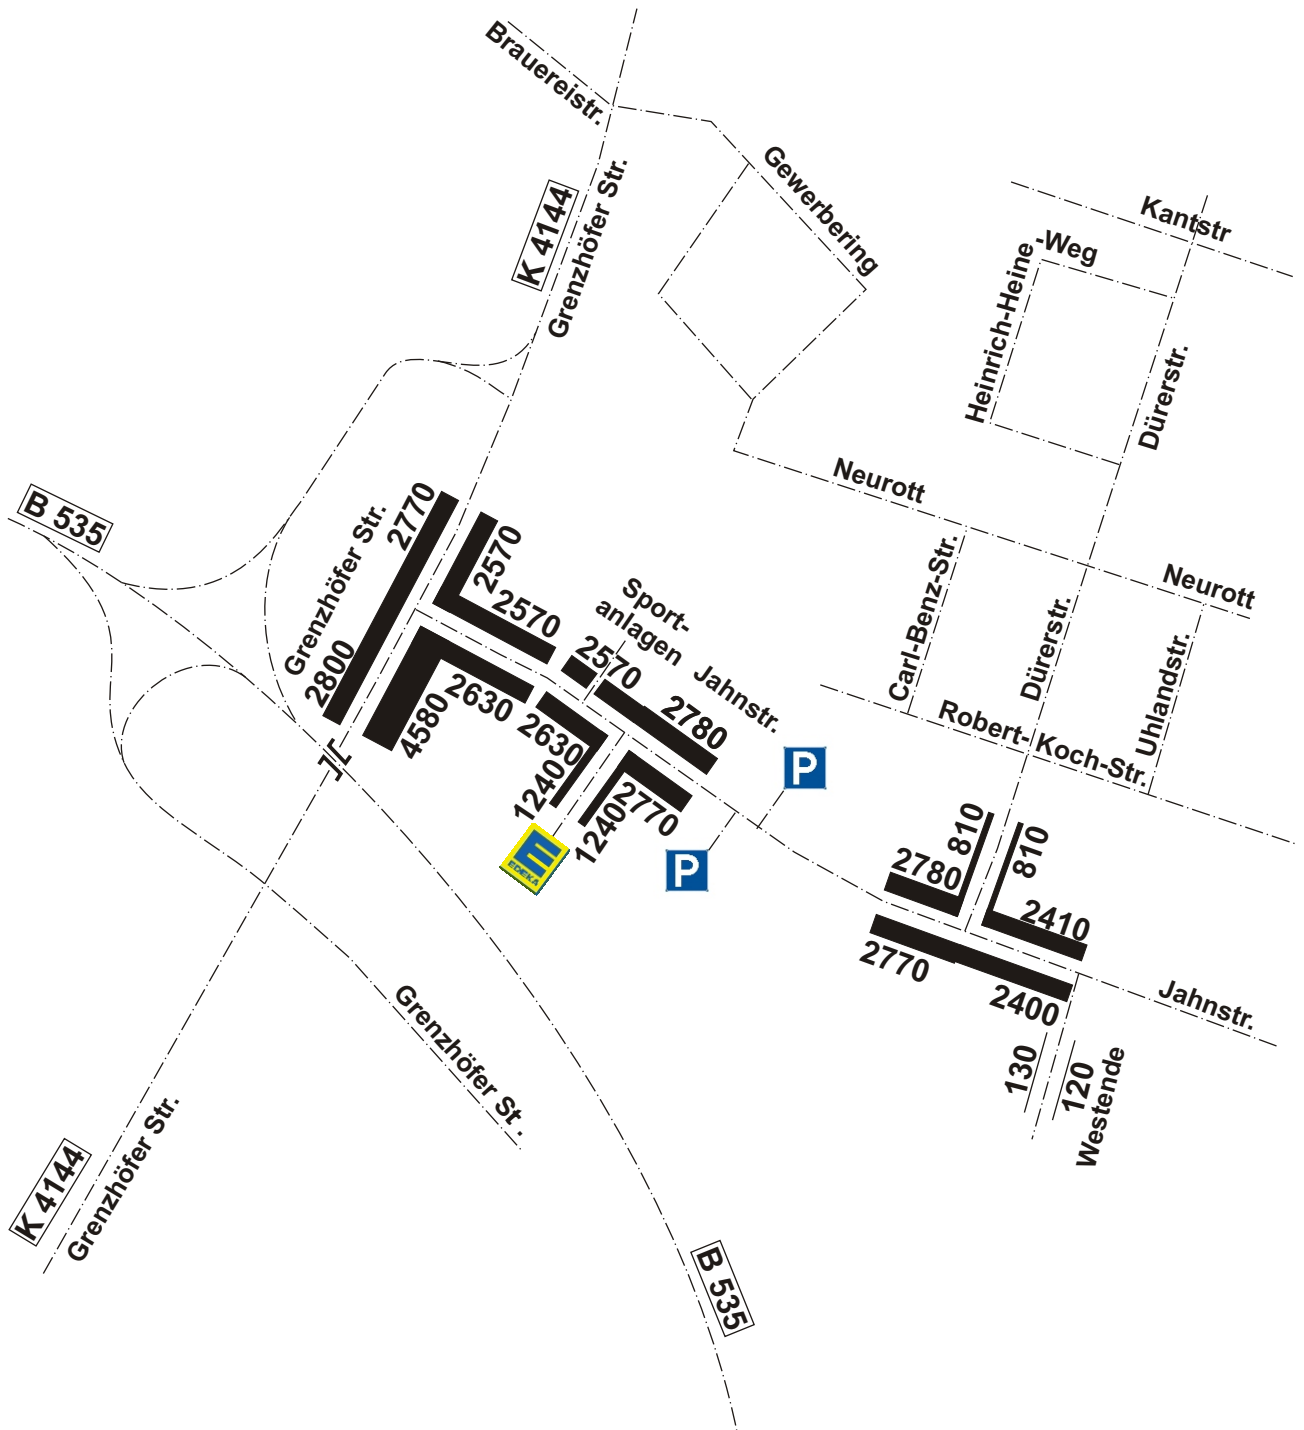 Brauereistr.
Gewerbering
K 4144
Grenzhöfer Str.
Kantstr
Heinrich-Heine
-Weg
Dürerstr.
Neurott
B 535
Grenzhöfer Str.
2770
2570
2570
2800
4580
2630
2630
Sport-
anlagen
2570
Jahnstr.
2780
1240
1240
2770
EDEKA
P
P
Carl-Benz-Str.
Dürerstr.
Neurott
Uhlandstr.
Robert-Koch-Str.
810
810
2780
2410
2770
2400
Jahnstr.
130
120
Westende
Grenzhöfer St .
K 4144
Grenzhöfer Str.
B 535